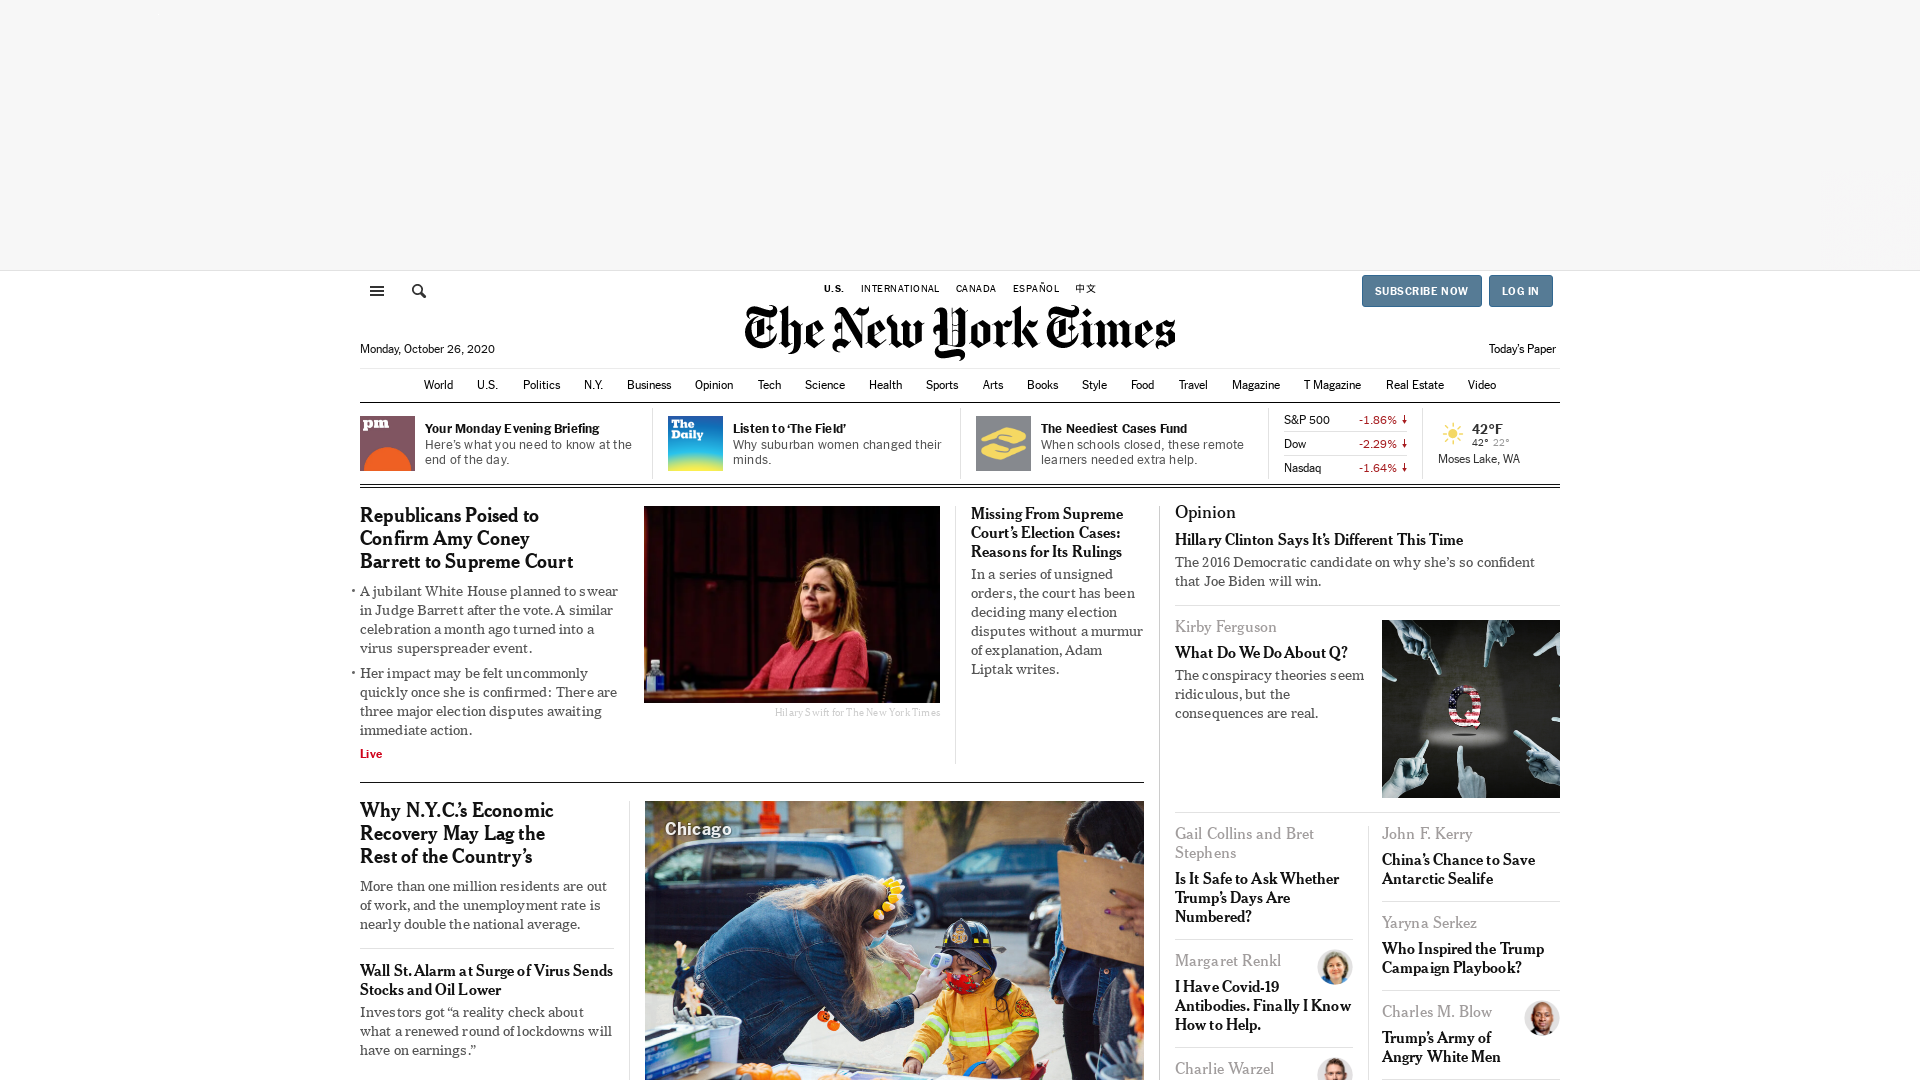 U.S. INTERNATIONAL CANADA ESPAÑOL 中文
SUBSCRIBE NOW LOG IN
The New York Times
Monday, October 26, 2020
Today's Paper
World U.S. Politics N.Y. Business Opinion Tech Science Health Sports Arts Books Style Food Travel Magazine T Magazine Real Estate Video
pm
Your Monday Evening Briefing
Here's what you need to know at the
end of the day.
The
Daily
Listen to ‘The Field’
Why suburban women changed their
minds.
The Neediest Cases Fund
When schools closed, these remote
learners needed extra help.
S&P 500 -1.86%
Dow -2.29%
Nasdaq -1.64%
42°F
42° 22°
Moses Lake, WA
Republicans Poised to
Confirm Amy Coney
Barrett to Supreme Court
• A jubilant White House planned to swear
in Judge Barrett after the vote. A similar
celebration a month ago turned into a
virus superspreader event.
• Her impact may be felt uncommonly
quickly once she is confirmed: There are
three major election disputes awaiting
immediate action.
Live
Hilary Swift for The New York Times
Missing From Supreme
Court's Election Cases:
Reasons for Its Rulings
In a series of unsigned
orders, the court has been
deciding many election
disputes without a murmur
of explanation, Adam
Liptak writes.
Why N.Y.C.'s Economic
Recovery May Lag the
Rest of the Country's
More than one million residents are out
of work, and the unemployment rate is
nearly double the national average.
Wall St. Alarm at Surge of Virus Sends
Stocks and Oil Lower
Investors got “a reality check about
what a renewed round of lockdowns will
have on earnings.”
Chicago
Opinion
Hillary Clinton Says It's Different This Time
The 2016 Democratic candidate on why she's so confident
that Joe Biden will win.
Kirby Ferguson
What Do We Do About Q?
The conspiracy theories seem
ridiculous, but the
consequences are real.
Q
Gail Collins and Bret
Stephens
Is It Safe to Ask Whether
Trump's Days Are
Numbered?
Margaret Renkl
I Have Covid-19
Antibodies. Finally I Know
How to Help.
Charlie Warzel
John F. Kerry
China's Chance to Save
Antarctic Sealife
Yaryna Serkez
Who Inspired the Trump
Campaign Playbook?
Charles M. Blow
Trump's Army of
Angry White Men